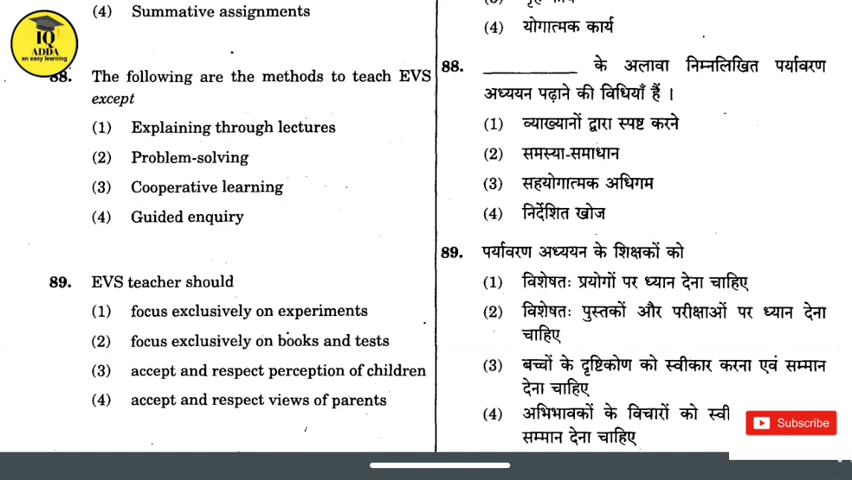 (4) Summative assignments
IQ
ADDA
an easy learning
88. The following are the methods to teach EVS
except
(1) Explaining through lectures
(2) Problem-solving
(3) Cooperative learning
(4) Guided enquiry
89. EVS teacher should
(1) focus exclusively on experiments
(2) focus exclusively on books and tests
(3) accept and respect perception of children
(4) accept and respect views of parents
(4) योगात्मक कार्य
88. __________ के अलावा निम्नलिखित पर्यावरण
अध्ययन पढ़ाने की विधियाँ हैं ।
(1) व्याख्यानों द्वारा स्पष्ट करने
(2) समस्या-समाधान
(3) सहयोगात्मक अधिगम
(4) निर्देशित खोज
89. पर्यावरण अध्ययन के शिक्षकों को
(1) विशेषतः प्रयोगों पर ध्यान देना चाहिए
(2) विशेषतः पुस्तकों और परीक्षाओं पर ध्यान देना
चाहिए
(3) बच्चों के दृष्टिकोण को स्वीकार करना एवं सम्मान
देना चाहिए
(4) अभिभावकों के विचारों को
सम्मान देना चाहिए
Subscribe